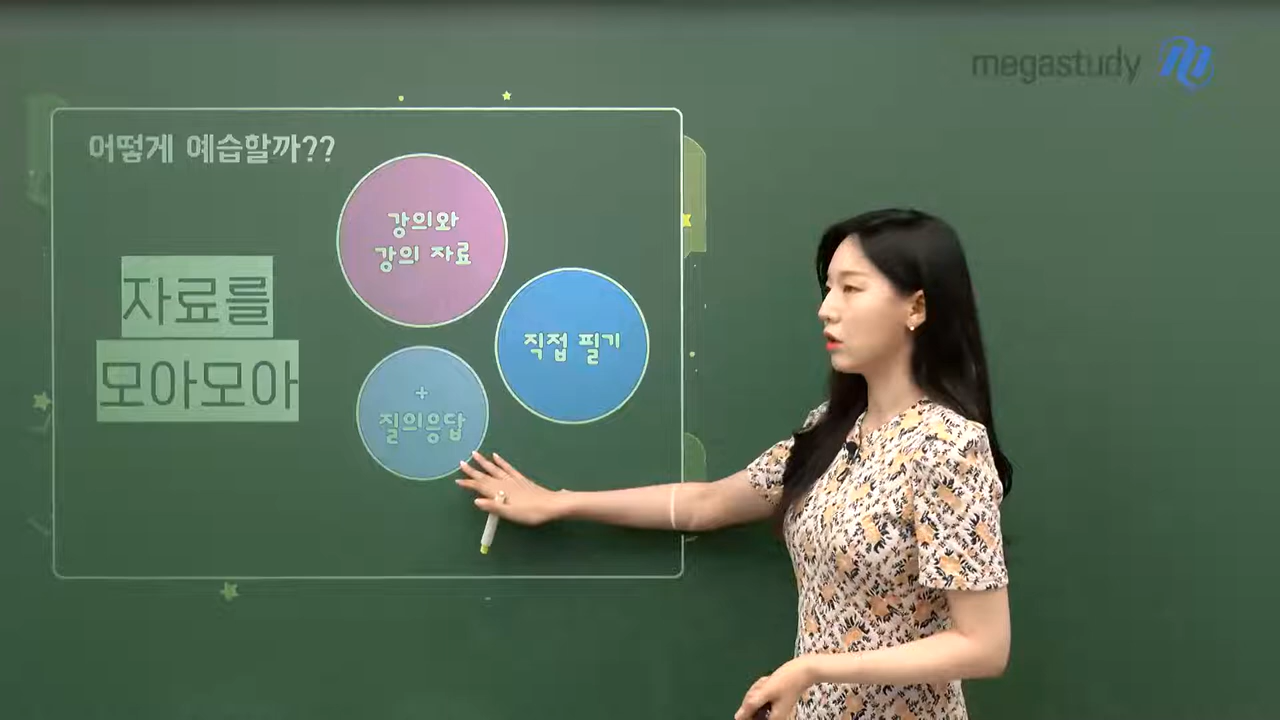 megastudy
어떻게 예습할까??
강의와
강의 자료
자료를
모아모아
직접 필기
+
질의응답